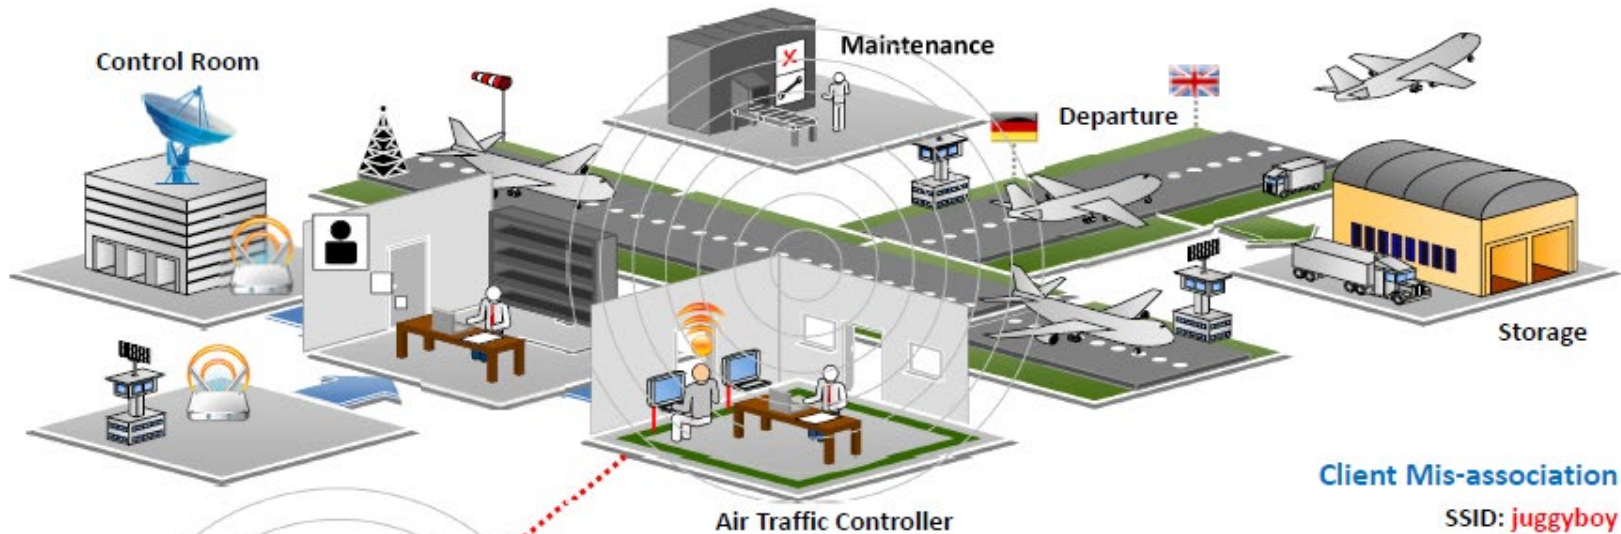 Control Room
Maintenance
Departure
Storage
Air Traffic Controller
Client Mis-association
SSID: juggyboy